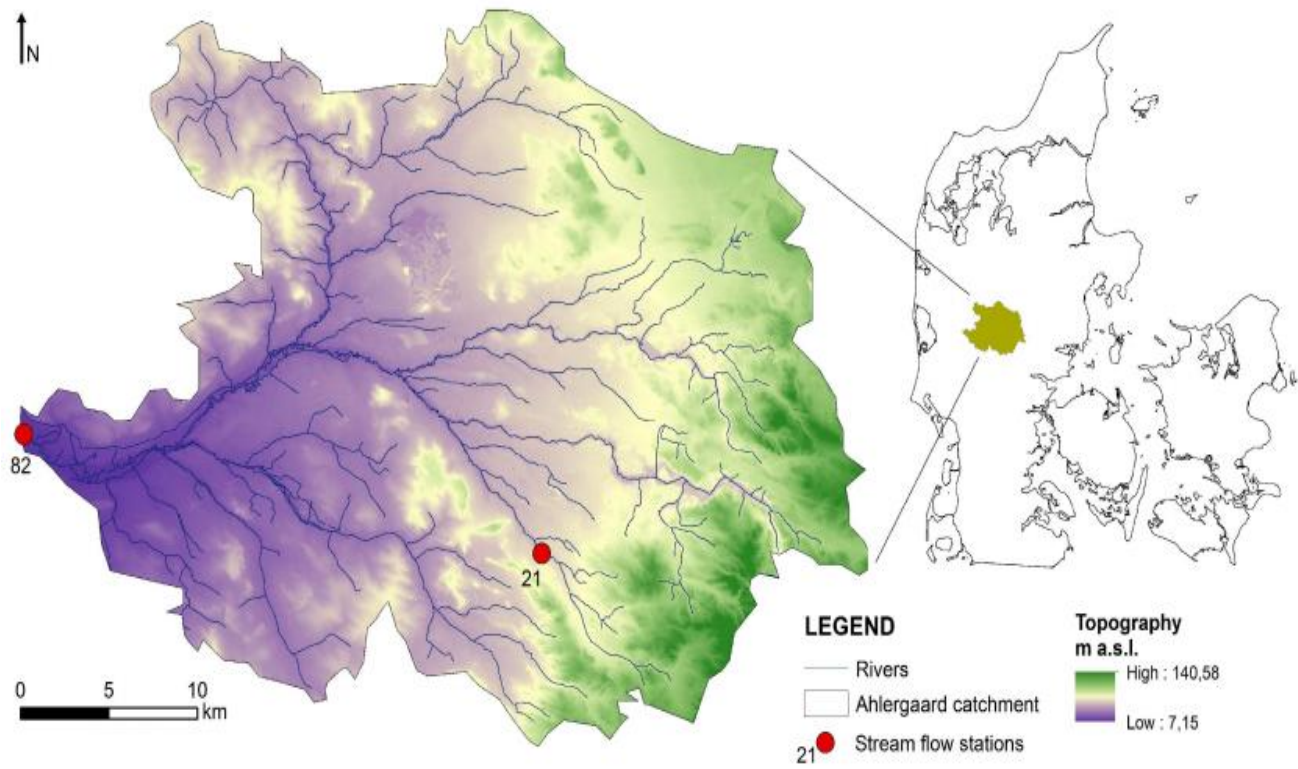 N
82
21
0 5 10
km
LEGEND
Rivers
Ahlergaard catchment
21 Stream flow stations
Topography
m a.s.l.
High : 140,58
Low : 7,15